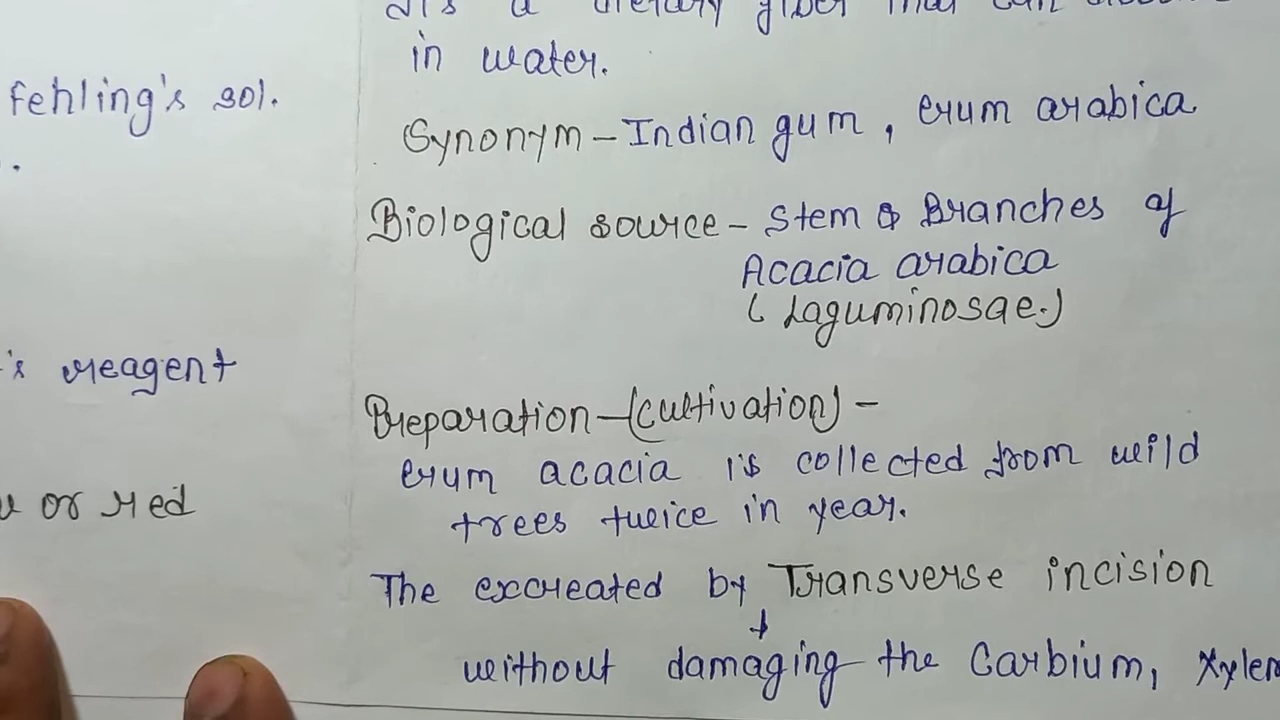 fehling's sol.
.
's reagent
or red
in water.
Synonym - Indian gum, Gum arabica
Biological source - Stem & Branches of
Acacia arabica
(Laguminosae.)
Preparation - (cultivation) -
Gum acacia is collected from wild
trees twice in year.
The excreated by Transverse incision
↓
without damaging the Carbium, Xylem